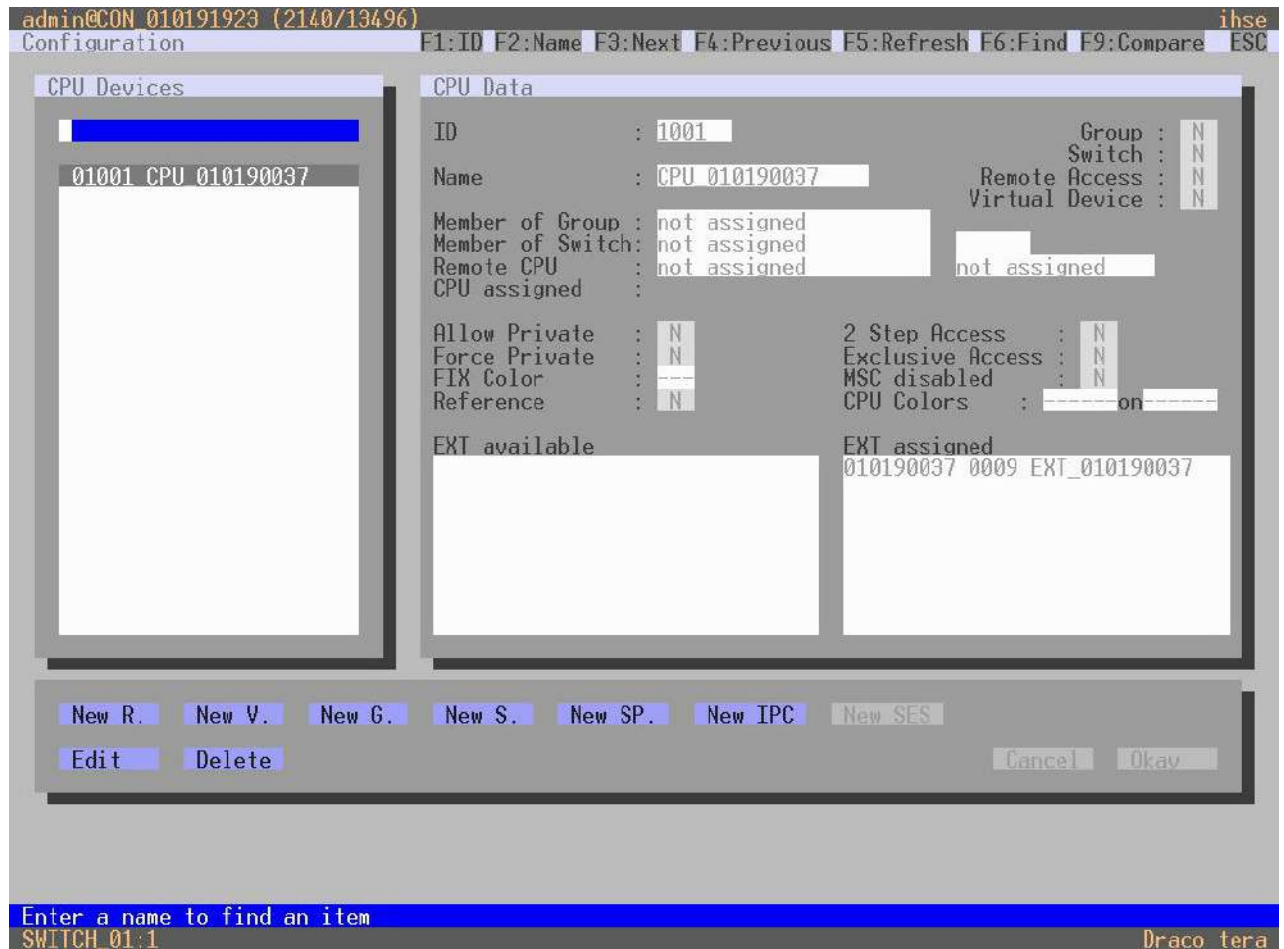 admin@CON_010191923 (2140/13496) ihse
Configuration F1:ID F2:Name F3:Next F4:Previous F5:Refresh F6:Find F9:Compare ESC
CPU Devices
01001 CPU_010190037
CPU Data
ID : 1001 Group : N
Switch : N
Name : CPU_010190037 Remote Access : N
Virtual Device : N
Member of Group : not assigned
Member of Switch: not assigned
Remote CPU : not assigned not assigned
CPU assigned :
Allow Private : N 2 Step Access : N
Force Private : N Exclusive Access : N
FIX Color : --- MSC disabled : N
Reference : N CPU Colors : ------on------
EXT available EXT assigned
010190037 0009 EXT_010190037
New R. New V. New G. New S. New SP. New IPC New SES
Edit Delete Cancel Okay
Enter a name to find an item
SWITCH_01:1 Draco tera